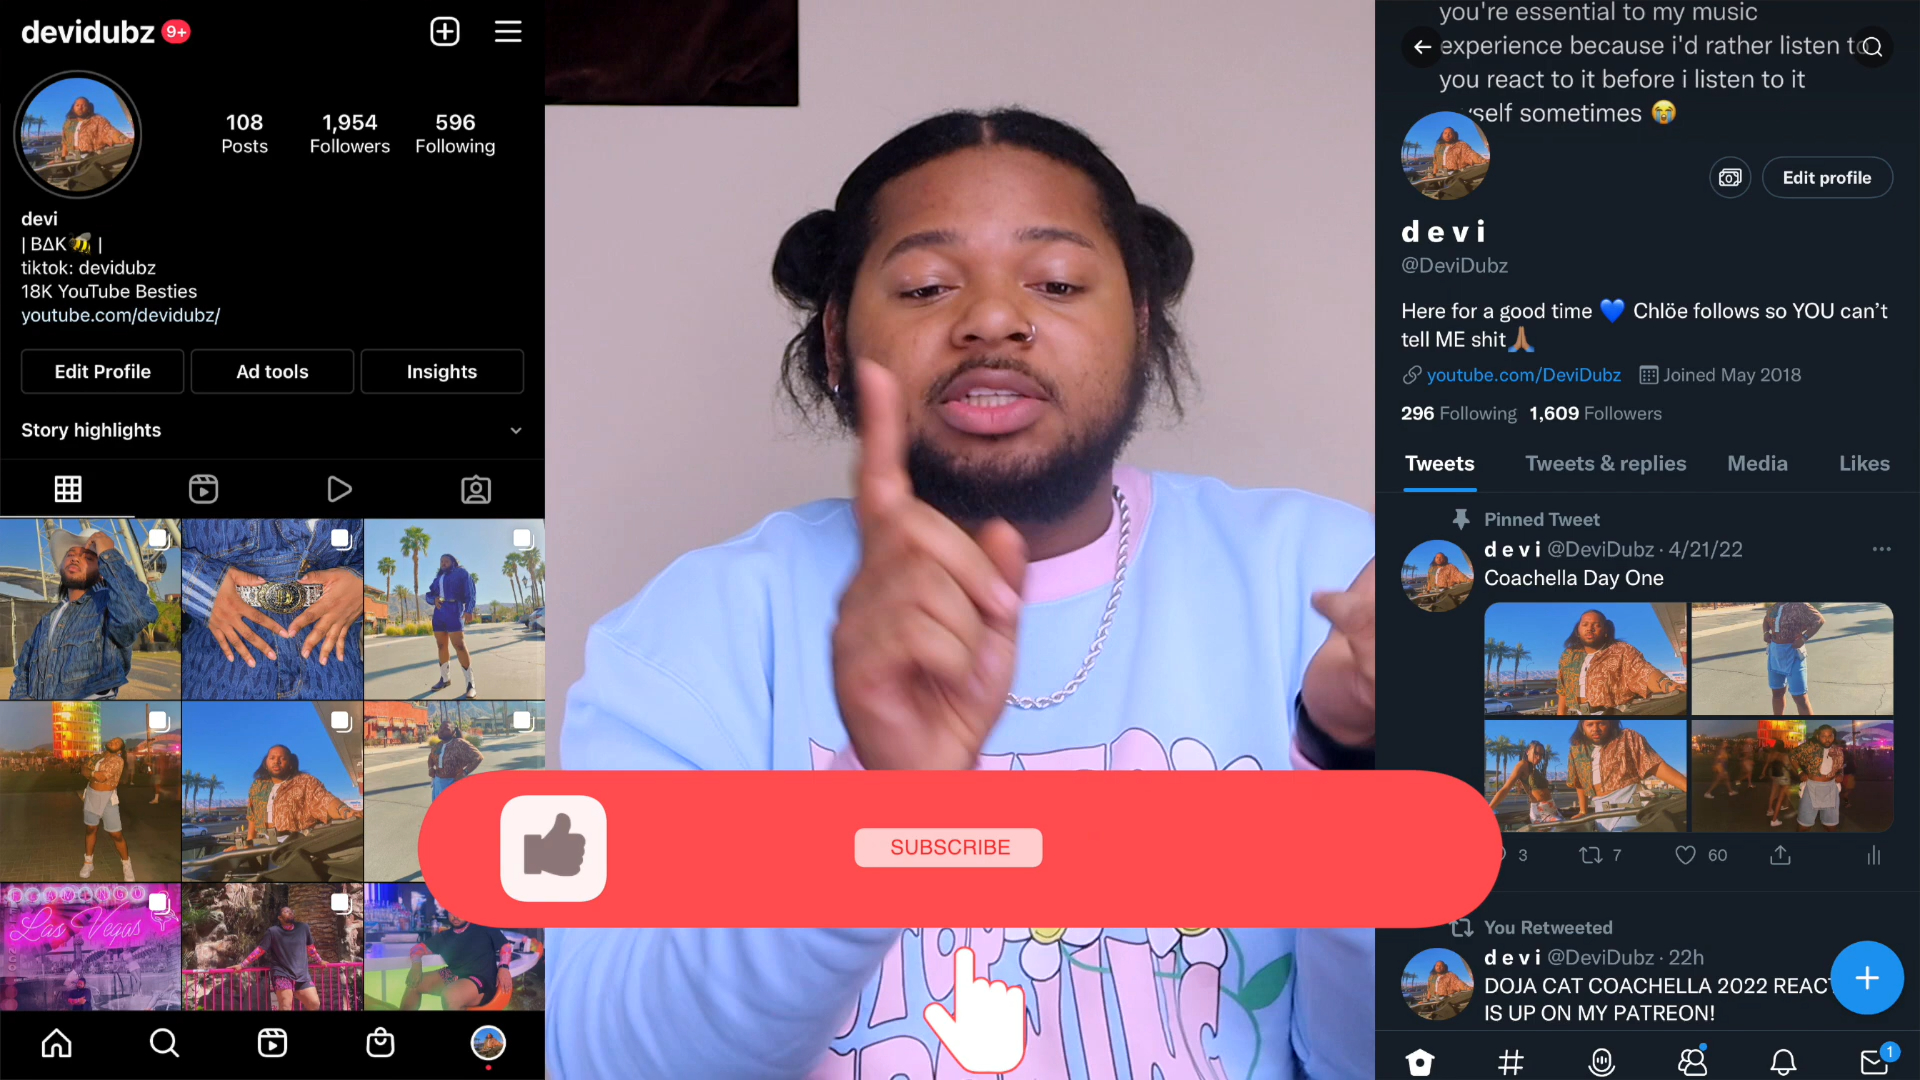 devidubz 9+
108 1,954 596
Posts Followers Following
devi
| BΔK🐝 |
tiktok: devidubz
18K YouTube Besties
youtube.com/devidubz/
Edit Profile Ad tools Insights
Story highlights
Las Vegas
SUBSCRIBE
you're essential to my music
experience because i'd rather listen to
you react to it before i listen to it
self sometimes 😭
Edit profile
d e v i
@DeviDubz
Here for a good time 💙 Chlöe follows so YOU can't
tell ME shit🙏🏾
youtube.com/DeviDubz Joined May 2018
296 Following 1,609 Followers
Tweets Tweets & replies Media Likes
Pinned Tweet
d e v i @DeviDubz · 4/21/22
Coachella Day One
3 7 60
You Retweeted
d e v i @DeviDubz · 22h
DOJA CAT COACHELLA 2022 REAC
IS UP ON MY PATREON!
1